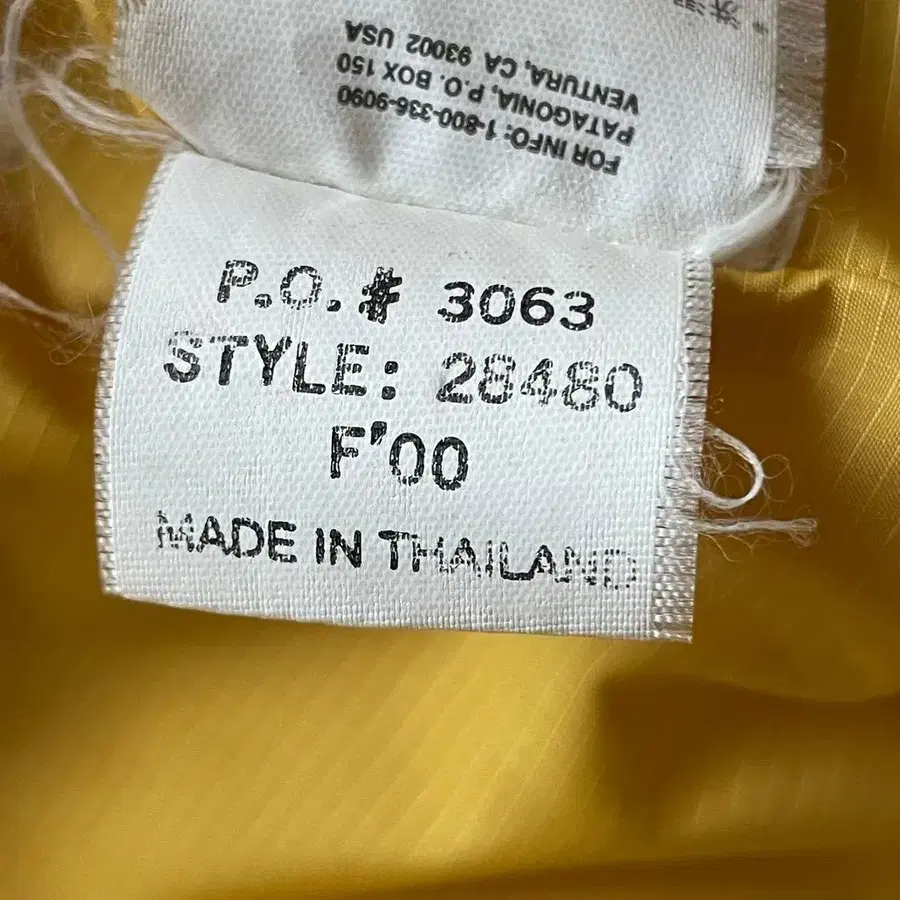 FOR INFO: 1-800-336-9090
PATAGONIA, P.O. BOX 150
VENTURA, CA 93002 USA
P.O.# 3063
STYLE: 28480
F'00
MADE IN THAILAND